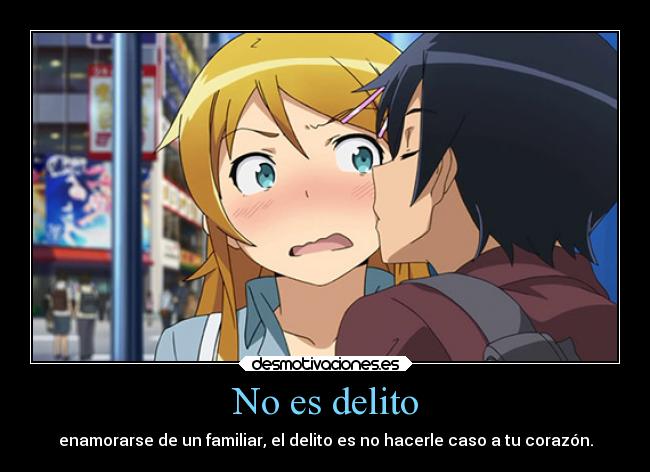 desmotivaciones.es
No es delito
enamorarse de un familiar, el delito es no hacerle caso a tu corazón.